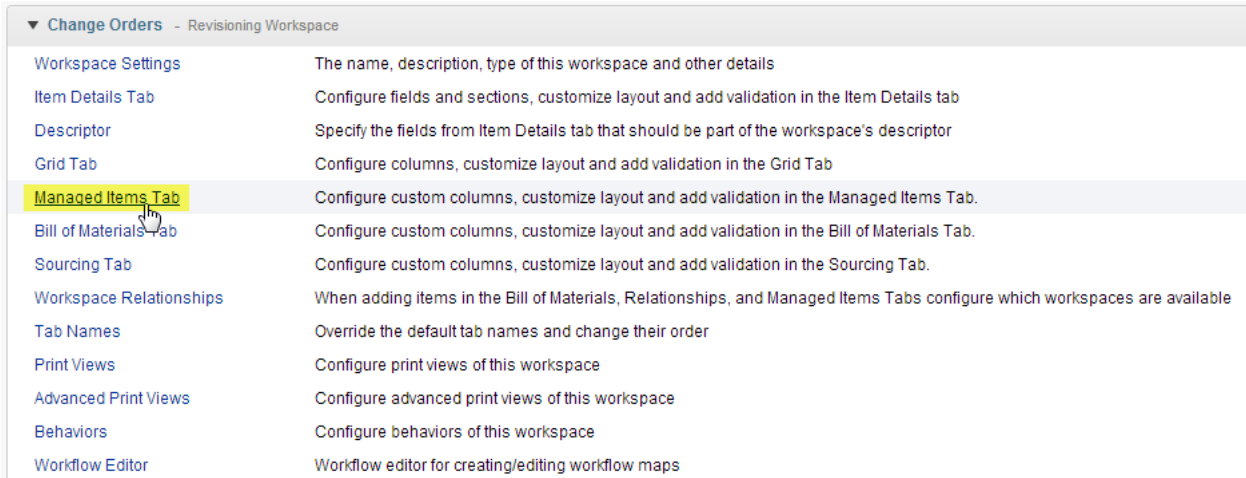 ▼ Change Orders - Revisioning Workspace
Workspace Settings The name, description, type of this workspace and other details
Item Details Tab Configure fields and sections, customize layout and add validation in the Item Details tab
Descriptor Specify the fields from Item Details tab that should be part of the workspace's descriptor
Grid Tab Configure columns, customize layout and add validation in the Grid Tab
Managed Items Tab Configure custom columns, customize layout and add validation in the Managed Items Tab.
Bill of Materials Tab Configure custom columns, customize layout and add validation in the Bill of Materials Tab.
Sourcing Tab Configure custom columns, customize layout and add validation in the Sourcing Tab.
Workspace Relationships When adding items in the Bill of Materials, Relationships, and Managed Items Tabs configure which workspaces are available
Tab Names Override the default tab names and change their order
Print Views Configure print views of this workspace
Advanced Print Views Configure advanced print views of this workspace
Behaviors Configure behaviors of this workspace
Workflow Editor Workflow editor for creating/editing workflow maps